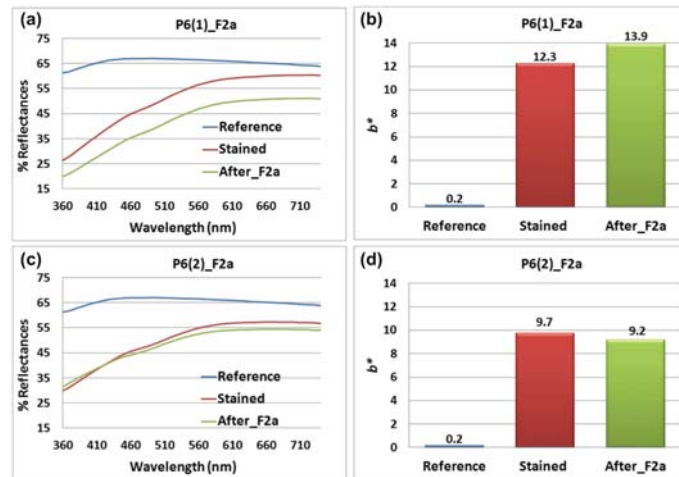 (a)
P6(1)_F2a
75
65
55
45
35
25
15
% Reflectances
Reference
Stained
After_F2a
360 410 460 510 560 610 660 710
Wavelength (nm)
(b)
P6(1)_F2a
14
12
10
8
6
4
2
0
b*
0.2
12.3
13.9
Reference Stained After_F2a
(c)
P6(2)_F2a
75
65
55
45
35
25
15
% Reflectances
Reference
Stained
After_F2a
360 410 460 510 560 610 660 710
Wavelength (nm)
(d)
P6(2)_F2a
14
12
10
8
6
4
2
0
b*
0.2
9.7
9.2
Reference Stained After_F2a